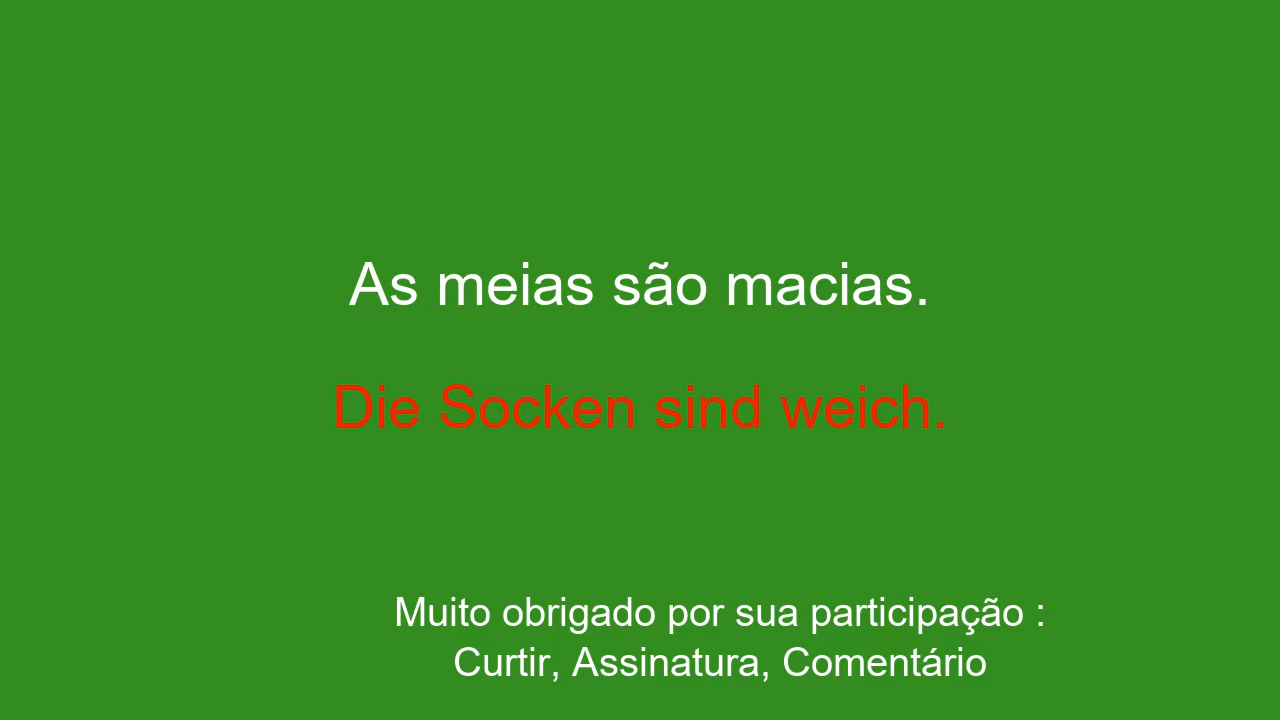 As meias são macias.
Die Socken sind weich.
Muito obrigado por sua participação :
Curtir, Assinatura, Comentário